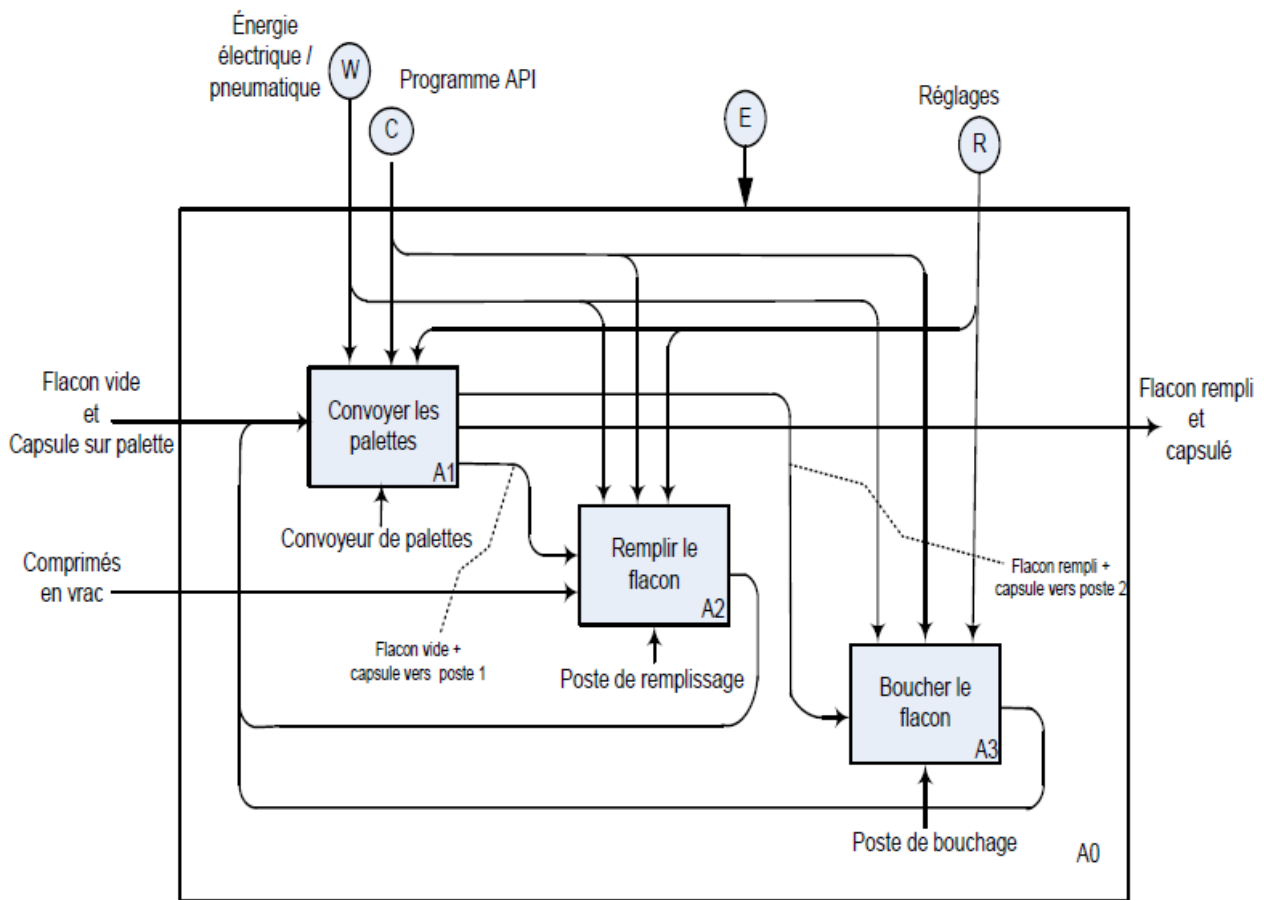 Énergie
électrique /
pneumatique
W
Programme API
C
E
Réglages
R
Flacon vide
et
Capsule sur palette
Convoyer les
palettes
A1
Flacon rempli
et
capsulé
Convoyeur de palettes
Comprimés
en vrac
Remplir le
flacon
A2
Flacon rempli +
capsule vers poste 2
Flacon vide +
capsule vers poste 1
Poste de remplissage
Boucher le
flacon
A3
Poste de bouchage
A0